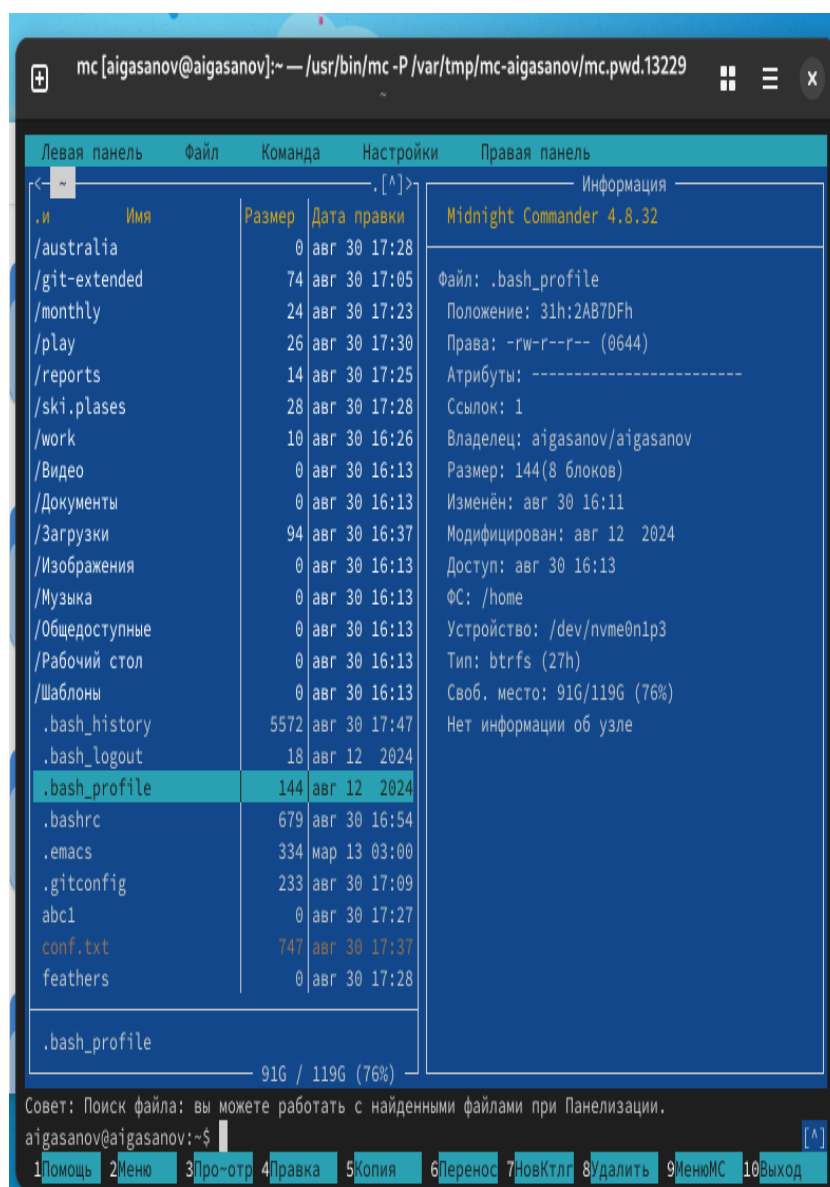 mc [aigasanov@aigasanov]:~ — /usr/bin/mc -P /var/tmp/mc-aigasanov/mc.pwd.13229
~
Левая панель Файл Команда Настройки Правая панель
<- ~ .[^]>
.и Имя Размер Дата правки
/australia 0 авг 30 17:28
/git-extended 74 авг 30 17:05
/monthly 24 авг 30 17:23
/play 26 авг 30 17:30
/reports 14 авг 30 17:25
/ski.plases 28 авг 30 17:28
/work 10 авг 30 16:26
/Видео 0 авг 30 16:13
/Документы 0 авг 30 16:13
/Загрузки 94 авг 30 16:37
/Изображения 0 авг 30 16:13
/Музыка 0 авг 30 16:13
/Общедоступные 0 авг 30 16:13
/Рабочий стол 0 авг 30 16:13
/Шаблоны 0 авг 30 16:13
.bash_history 5572 авг 30 17:47
.bash_logout 18 авг 12 2024
.bash_profile 144 авг 12 2024
.bashrc 679 авг 30 16:54
.emacs 334 мар 13 03:00
.gitconfig 233 авг 30 17:09
abc1 0 авг 30 17:27
conf.txt 747 авг 30 17:37
feathers 0 авг 30 17:28
.bash_profile
91G / 119G (76%)
Информация
Midnight Commander 4.8.32
Файл: .bash_profile
Положение: 31h:2AB7DFh
Права: -rw-r--r-- (0644)
Атрибуты: -------------------------
Ссылок: 1
Владелец: aigasanov/aigasanov
Размер: 144(8 блоков)
Изменён: авг 30 16:11
Модифицирован: авг 12 2024
Доступ: авг 30 16:13
ФС: /home
Устройство: /dev/nvme0n1p3
Тип: btrfs (27h)
Своб. место: 91G/119G (76%)
Нет информации об узле
Совет: Поиск файла: вы можете работать с найденными файлами при Панелизации.
aigasanov@aigasanov:~$ [^]
1Помощь 2Меню 3Про~отр 4Правка 5Копия 6Перенос 7НовКтлг 8Удалить 9МенюMC 10Выход